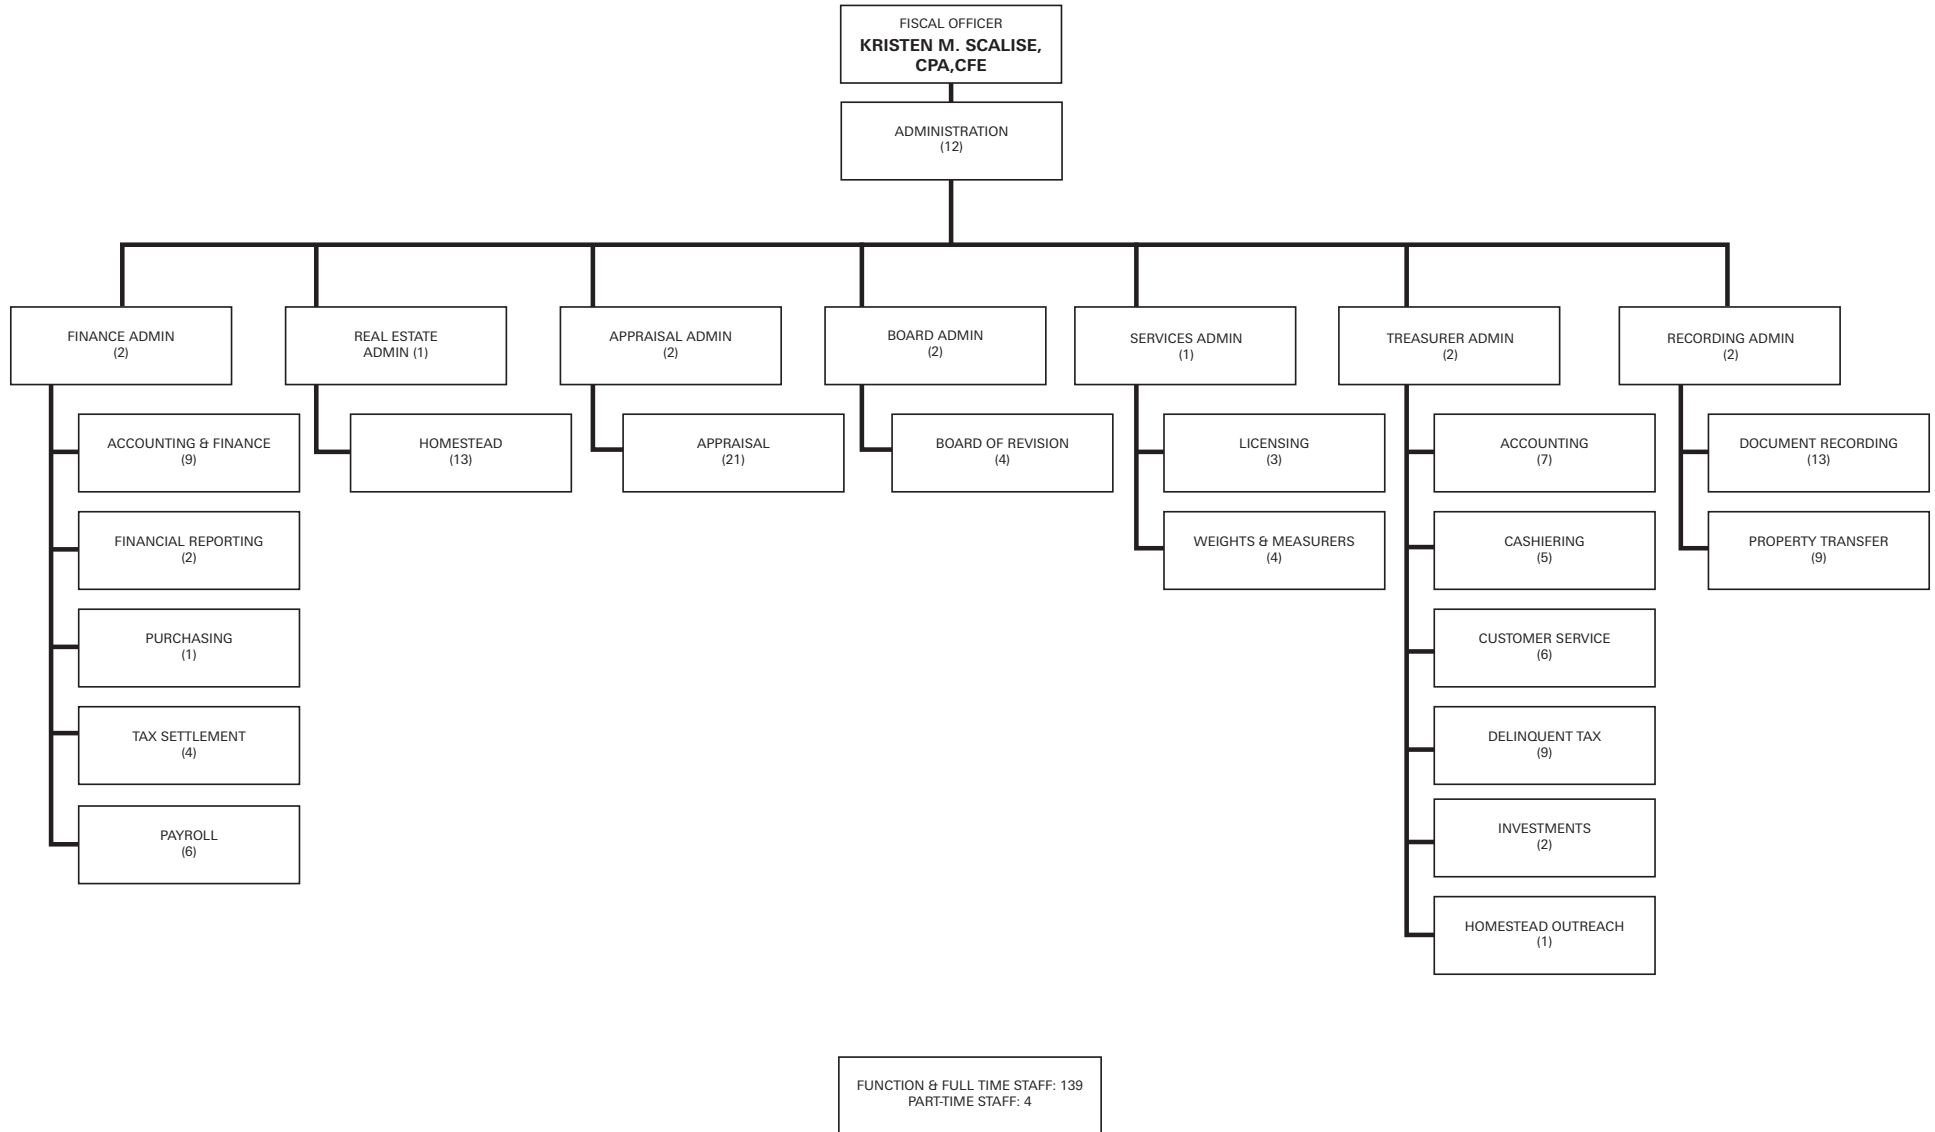 FISCAL OFFICER
KRISTEN M. SCALISE,
CPA,CFE
ADMINISTRATION
(12)
FINANCE ADMIN
(2)
ACCOUNTING & FINANCE
(9)
FINANCIAL REPORTING
(2)
PURCHASING
(1)
TAX SETTLEMENT
(4)
PAYROLL
(6)
REAL ESTATE
ADMIN (1)
HOMESTEAD
(13)
APPRAISAL ADMIN
(2)
APPRAISAL
(21)
BOARD ADMIN
(2)
BOARD OF REVISION
(4)
SERVICES ADMIN
(1)
LICENSING
(3)
WEIGHTS & MEASURERS
(4)
TREASURER ADMIN
(2)
ACCOUNTING
(7)
CASHIERING
(5)
CUSTOMER SERVICE
(6)
DELINQUENT TAX
(9)
INVESTMENTS
(2)
HOMESTEAD OUTREACH
(1)
RECORDING ADMIN
(2)
DOCUMENT RECORDING
(13)
PROPERTY TRANSFER
(9)
FUNCTION & FULL TIME STAFF: 139
PART-TIME STAFF: 4